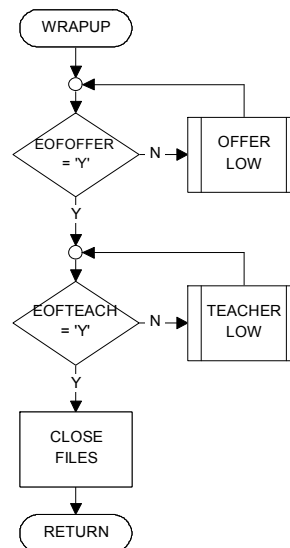 WRAPUP
EOFOFFER
= 'Y'
N
OFFER
LOW
Y
EOFTEACH
= 'Y'
N
TEACHER
LOW
Y
CLOSE
FILES
RETURN